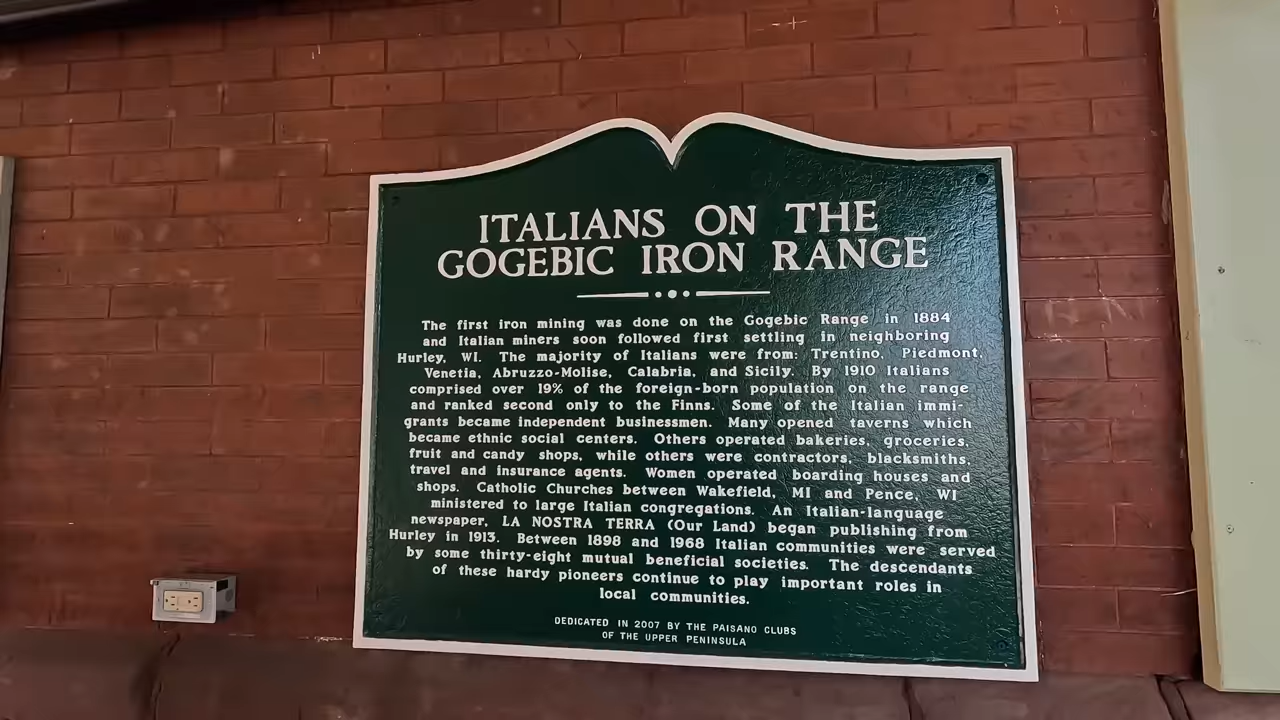 ITALIANS ON THE
GOGEBIC IRON RANGE
The first iron mining was done on the Gogebic Range in 1884
and Italian miners soon followed first settling in neighboring
Hurley, WI. The majority of Italians were from: Trentino, Piedmont,
Venetia, Abruzzo-Molise, Calabria, and Sicily. By 1910 Italians
comprised over 19% of the foreign-born population on the range
and ranked second only to the Finns. Some of the Italian immi-
grants became independent businessmen. Many opened taverns which
became ethnic social centers. Others operated bakeries, groceries,
fruit and candy shops, while others were contractors, blacksmiths,
travel and insurance agents. Women operated boarding houses and
shops. Catholic Churches between Wakefield, MI and Pence, WI
ministered to large Italian congregations. An Italian-language
newspaper, LA NOSTRA TERRA (Our Land) began publishing from
Hurley in 1913. Between 1898 and 1968 Italian communities were served
by some thirty-eight mutual beneficial societies. The descendants
of these hardy pioneers continue to play important roles in
local communities.
DEDICATED IN 2007 BY THE PAISANO CLUBS
OF THE UPPER PENINSULA